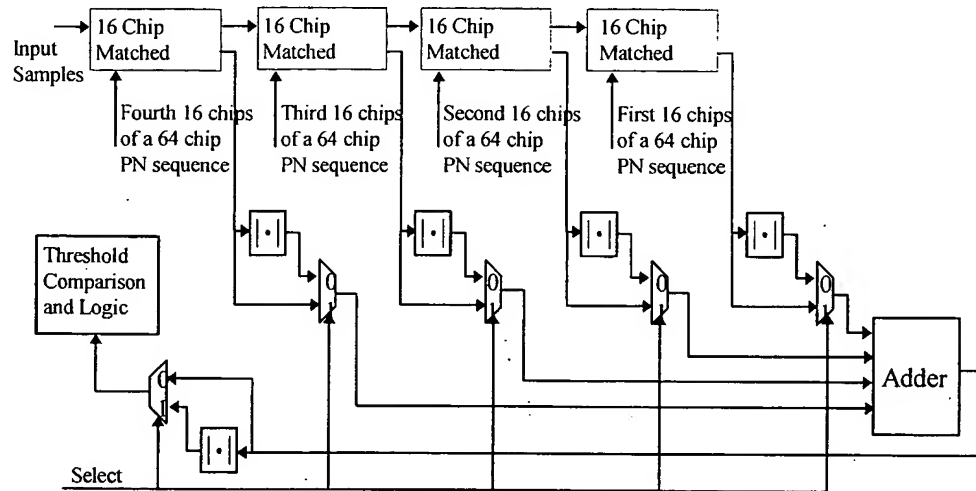 Input
Samples
16 Chip
Matched
16 Chip
Matched
16 Chip
Matched
16 Chip
Matched
Fourth 16 chips
of a 64 chip
PN sequence
Third 16 chips
of a 64 chip
PN sequence
Second 16 chips
of a 64 chip
PN sequence
First 16 chips
of a 64 chip
PN sequence
|•|
|•|
|•|
|•|
Threshold
Comparison
and Logic
0
1
0
1
0
1
0
1
Adder
0
1
|•|
Select